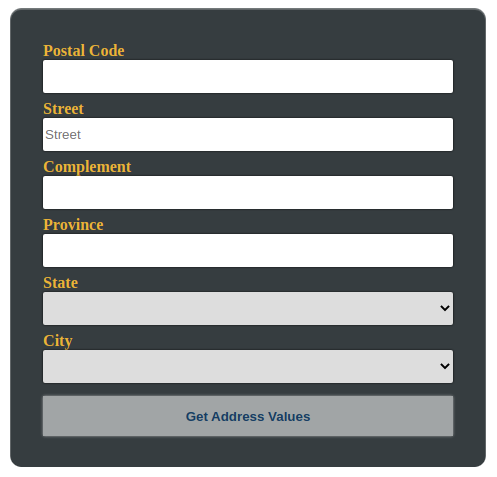 Postal Code
Street
Street
Complement
Province
State
City
Get Address Values